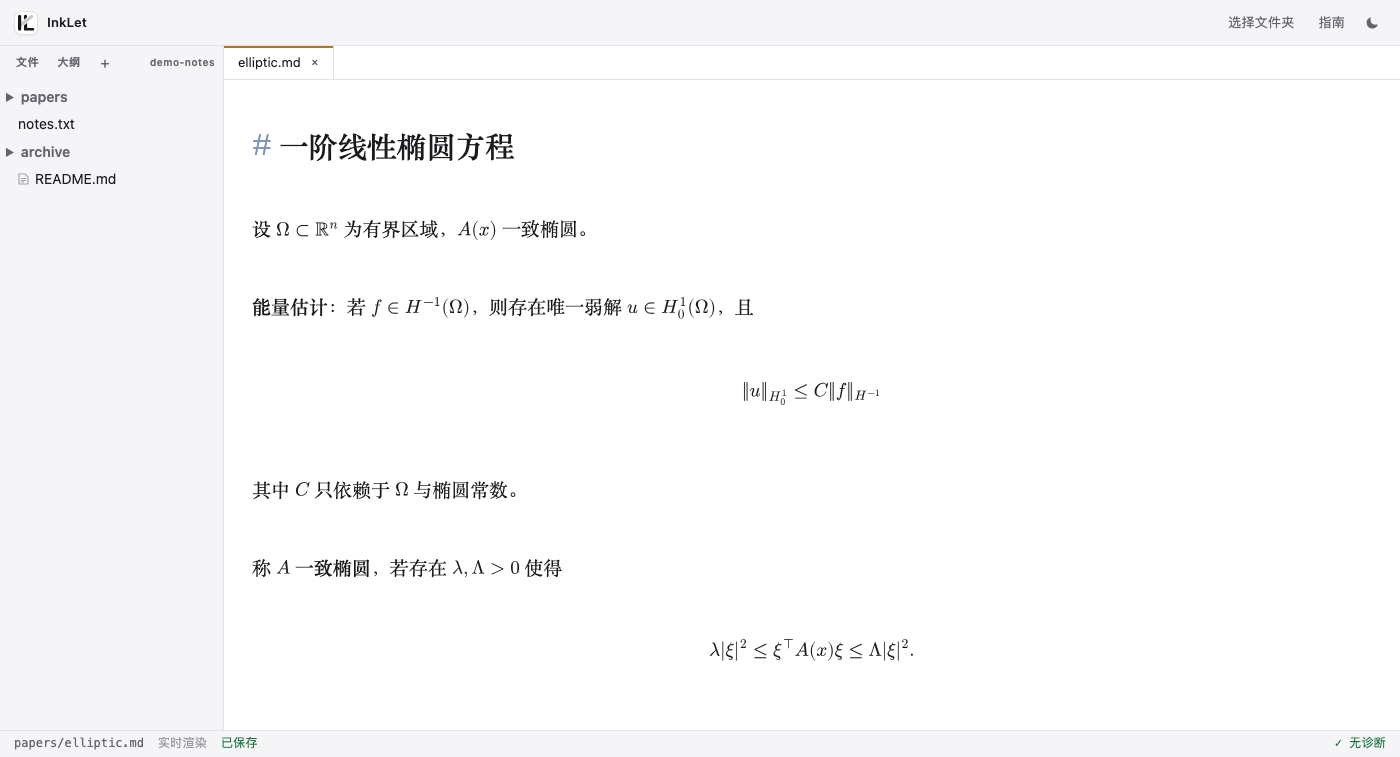 InkLet
选择文件夹 指南
文件 大纲 + demo-notes
elliptic.md ×
papers
notes.txt
archive
README.md
# 一阶线性椭圆方程
设 Ω ⊂ ℝⁿ 为有界区域，A(x) 一致椭圆。
能量估计：若 f ∈ H⁻¹(Ω)，则存在唯一弱解 u ∈ H₀¹(Ω)，且
‖u‖_{H₀¹} ≤ C‖f‖_{H⁻¹}
其中 C 只依赖于 Ω 与椭圆常数。
称 A 一致椭圆，若存在 λ, Λ > 0 使得
λ|ξ|² ≤ ξ^⊤A(x)ξ ≤ Λ|ξ|².
papers/elliptic.md 实时渲染 已保存
✓ 无诊断